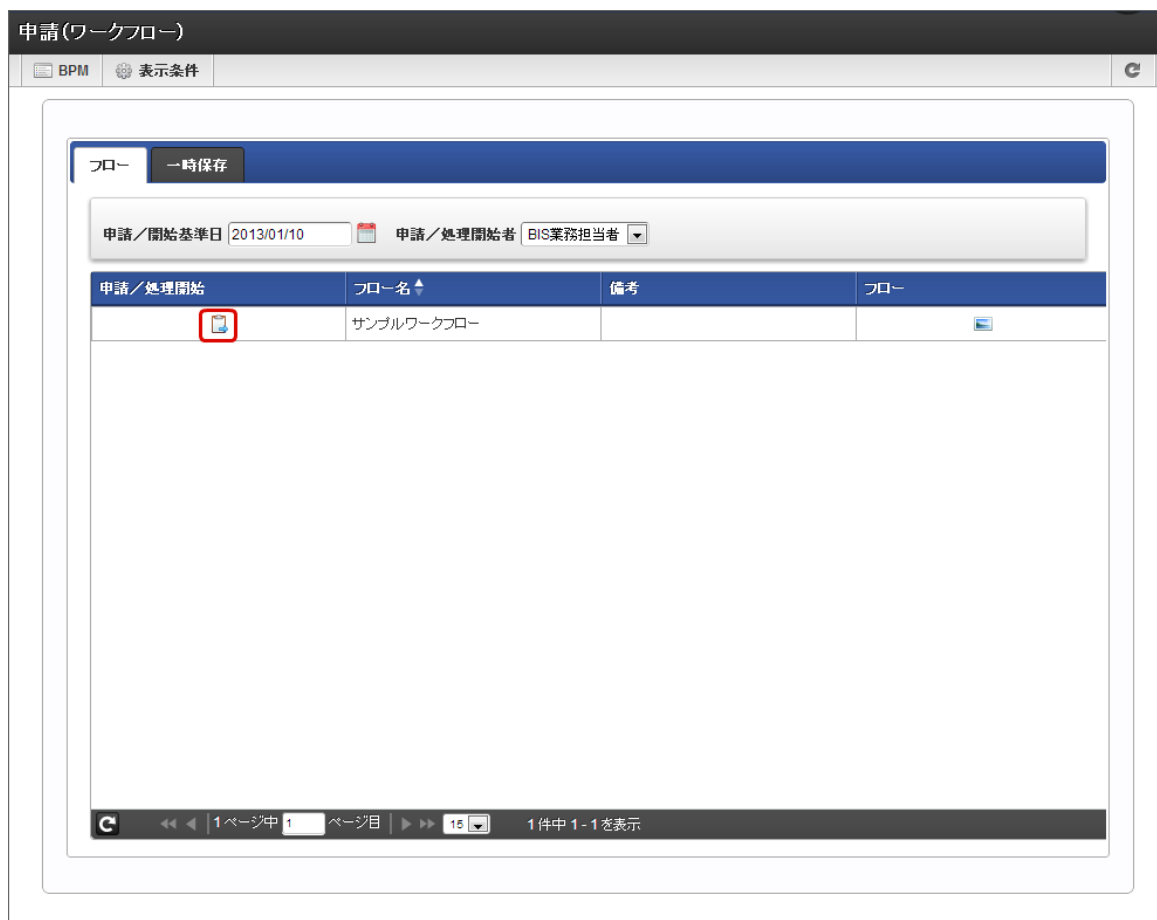 申請(ワークフロー)
BPM 表示条件
フロー 一時保存
申請／開始基準日 2013/01/10 申請／処理開始者 BIS業務担当者
申請／処理開始 フロー名 備考 フロー
サンプルワークフロー
1 ページ中 1 ページ目 15 1 件中 1 - 1 を表示